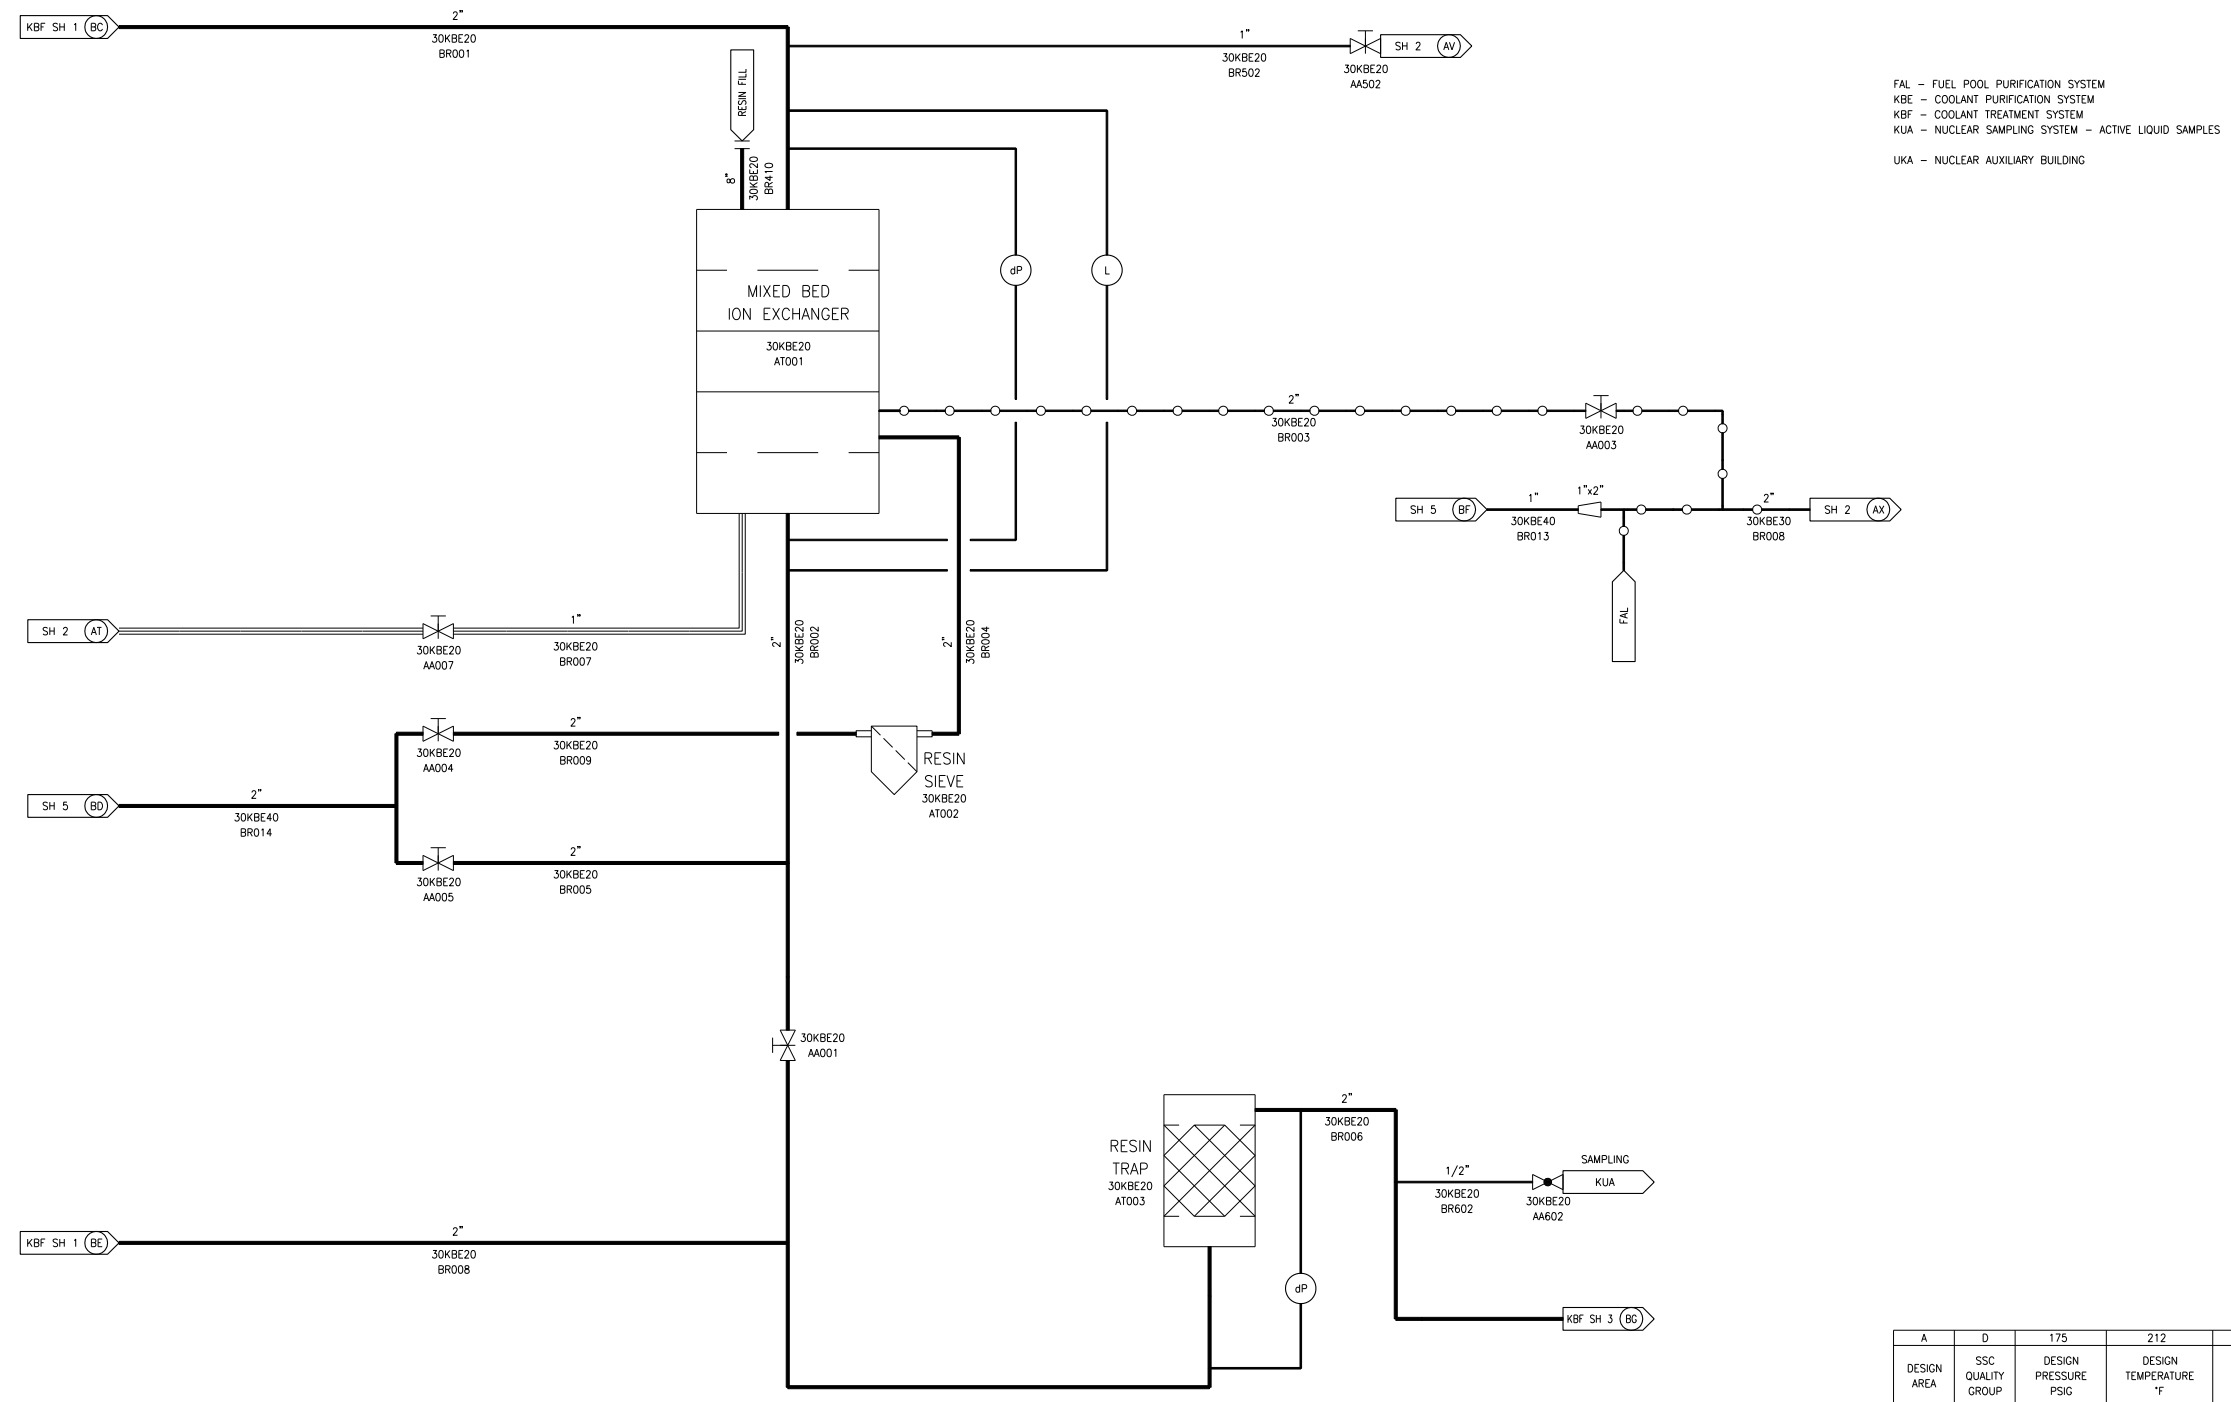 KBF SH 1 BC
2"
30KBE20
BR001
1"
30KBE20
BR502
30KBE20
AA502
SH 2 AV
RESIN FILL
8"
30KBE20
BR410
FAL – FUEL POOL PURIFICATION SYSTEM
KBE – COOLANT PURIFICATION SYSTEM
KBF – COOLANT TREATMENT SYSTEM
KUA – NUCLEAR SAMPLING SYSTEM – ACTIVE LIQUID SAMPLES
UKA – NUCLEAR AUXILIARY BUILDING
dP
L
MIXED BED
ION EXCHANGER
30KBE20
AT001
2"
30KBE20
BR003
30KBE20
AA003
SH 5 BF
1"
30KBE40
BR013
1"x2"
2"
30KBE30
BR008
SH 2 AX
FAL
SH 2 AT
30KBE20
AA007
1"
30KBE20
BR007
2"
30KBE20
BR002
2"
30KBE20
BR004
30KBE20
AA004
2"
30KBE20
BR009
RESIN
SIEVE
30KBE20
AT002
SH 5 BD
2"
30KBE40
BR014
30KBE20
AA005
2"
30KBE20
BR005
30KBE20
AA001
RESIN
TRAP
30KBE20
AT003
2"
30KBE20
BR006
1/2"
30KBE20
BR602
30KBE20
AA602
SAMPLING
KUA
KBF SH 1 BE
2"
30KBE20
BR008
dP
KBF SH 3 BG
A D 175 212
DESIGN
AREA
SSC
QUALITY
GROUP
DESIGN
PRESSURE
PSIG
DESIGN
TEMPERATURE
°F